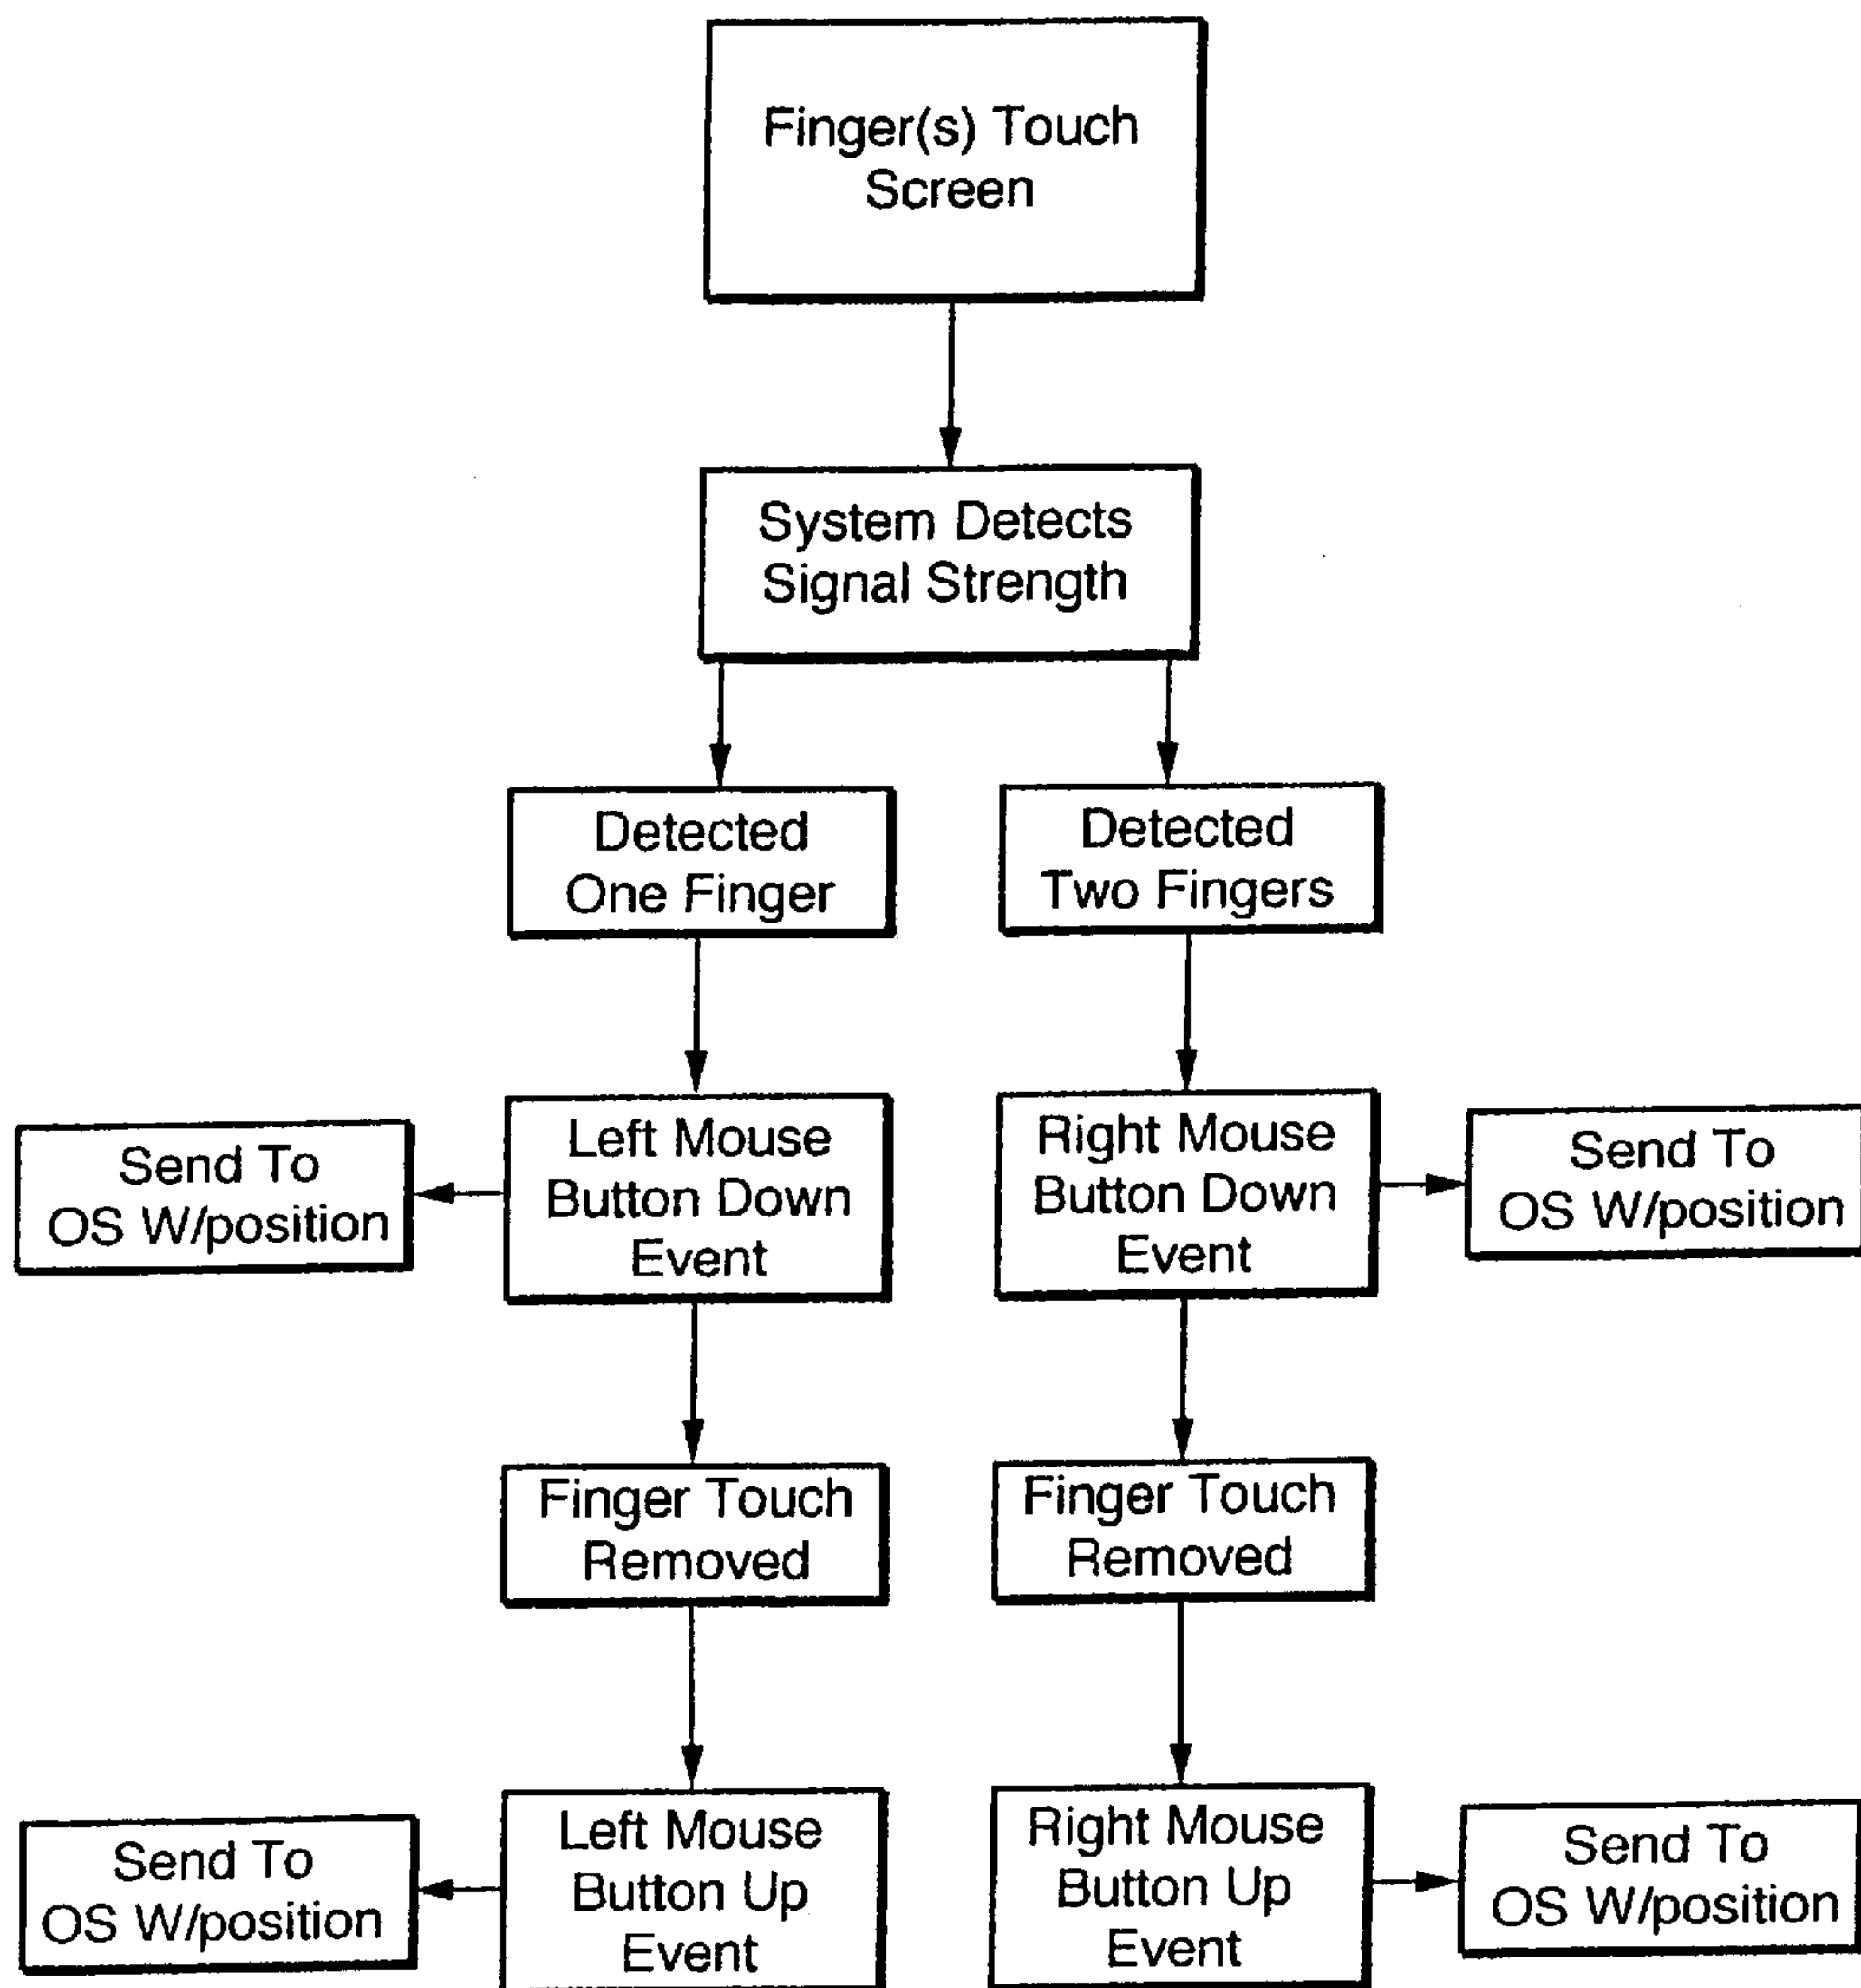 Finger(s) Touch
Screen
System Detects
Signal Strength
Detected
One Finger
Detected
Two Fingers
Send To
OS W/position
Left Mouse
Button Down
Event
Right Mouse
Button Down
Event
Send To
OS W/position
Finger Touch
Removed
Finger Touch
Removed
Send To
OS W/position
Left Mouse
Button Up
Event
Right Mouse
Button Up
Event
Send To
OS W/position